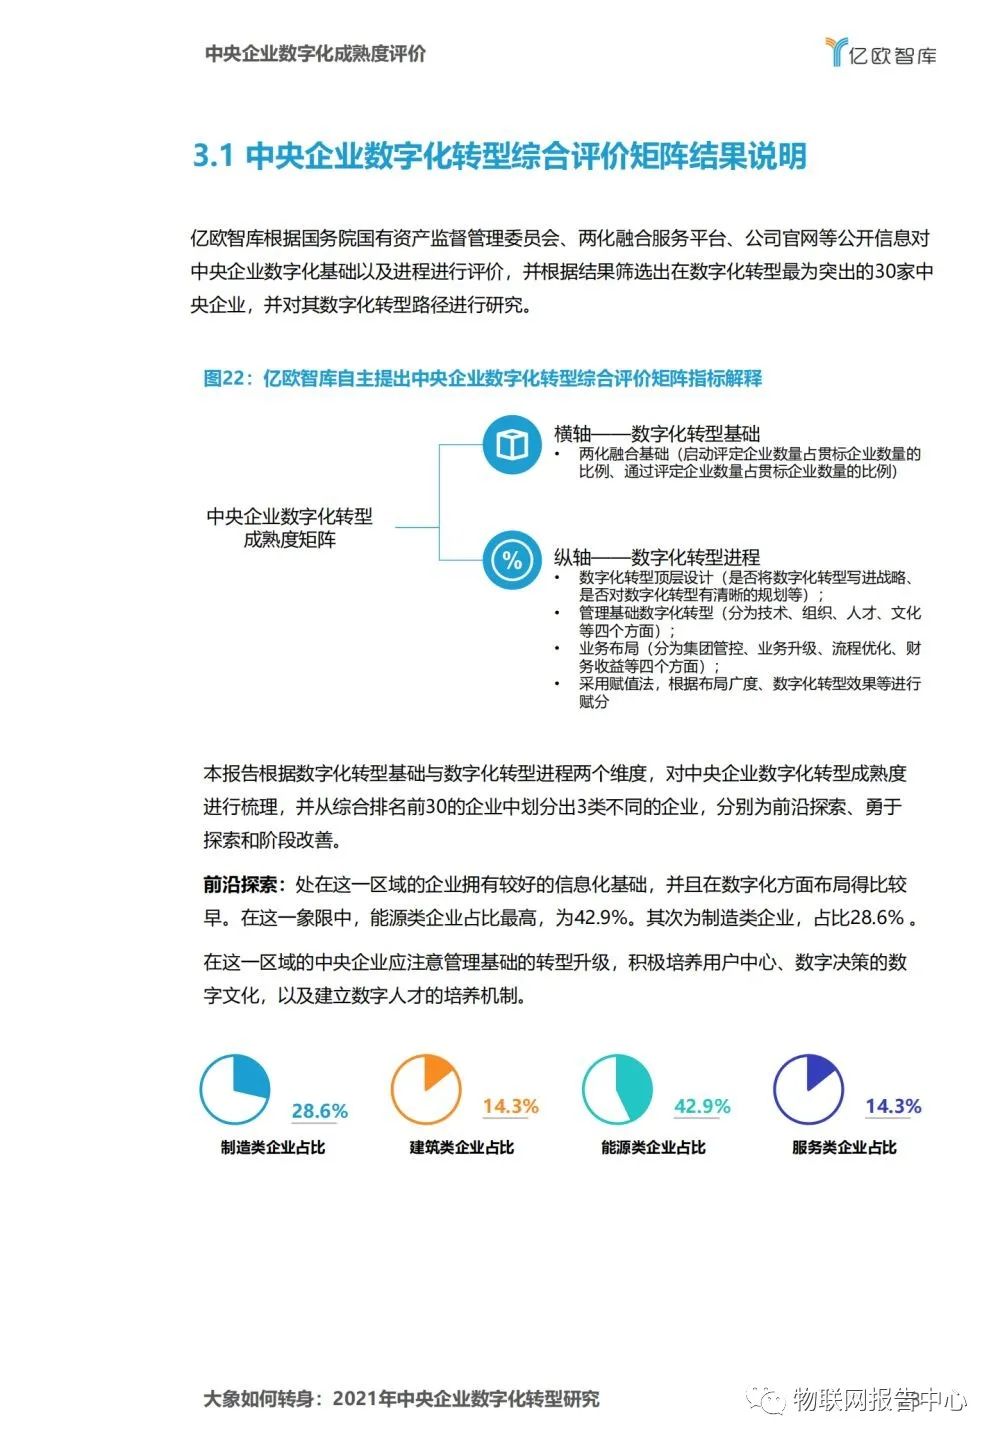 中央企业数字化成熟度评价
亿欧智库
3.1 中央企业数字化转型综合评价矩阵结果说明
亿欧智库根据国务院国有资产监督管理委员会、两化融合服务平台、公司官网等公开信息对
中央企业数字化基础以及进程进行评价，并根据结果筛选出在数字化转型最为突出的30家中
央企业，并对其数字化转型路径进行研究。
图22：亿欧智库自主提出中央企业数字化转型综合评价矩阵指标解释
中央企业数字化转型
成熟度矩阵
横轴——数字化转型基础
• 两化融合基础（启动评定企业数量占贯标企业数量的
比例、通过评定企业数量占贯标企业数量的比例）
%
纵轴——数字化转型进程
• 数字化转型顶层设计（是否将数字化转型写进战略、
是否对数字化转型有清晰的规划等）；
• 管理基础数字化转型（分为技术、组织、人才、文化
等四个方面）；
• 业务布局（分为集团管控、业务升级、流程优化、财
务收益等四个方面）；
• 采用赋值法，根据布局广度、数字化转型效果等进行
赋分
本报告根据数字化转型基础与数字化转型进程两个维度，对中央企业数字化转型成熟度
进行梳理，并从综合排名前30的企业中划分出3类不同的企业，分别为前沿探索、勇于
探索和阶段改善。
前沿探索：处在这一区域的企业拥有较好的信息化基础，并且在数字化方面布局得比较
早。在这一象限中，能源类企业占比最高，为42.9%。其次为制造类企业，占比28.6% 。
在这一区域的中央企业应注意管理基础的转型升级，积极培养用户中心、数字决策的数
字文化，以及建立数字人才的培养机制。
28.6%
制造类企业占比
14.3%
建筑类企业占比
42.9%
能源类企业占比
14.3%
服务类企业占比
大象如何转身：2021年中央企业数字化转型研究
物联网报告中心